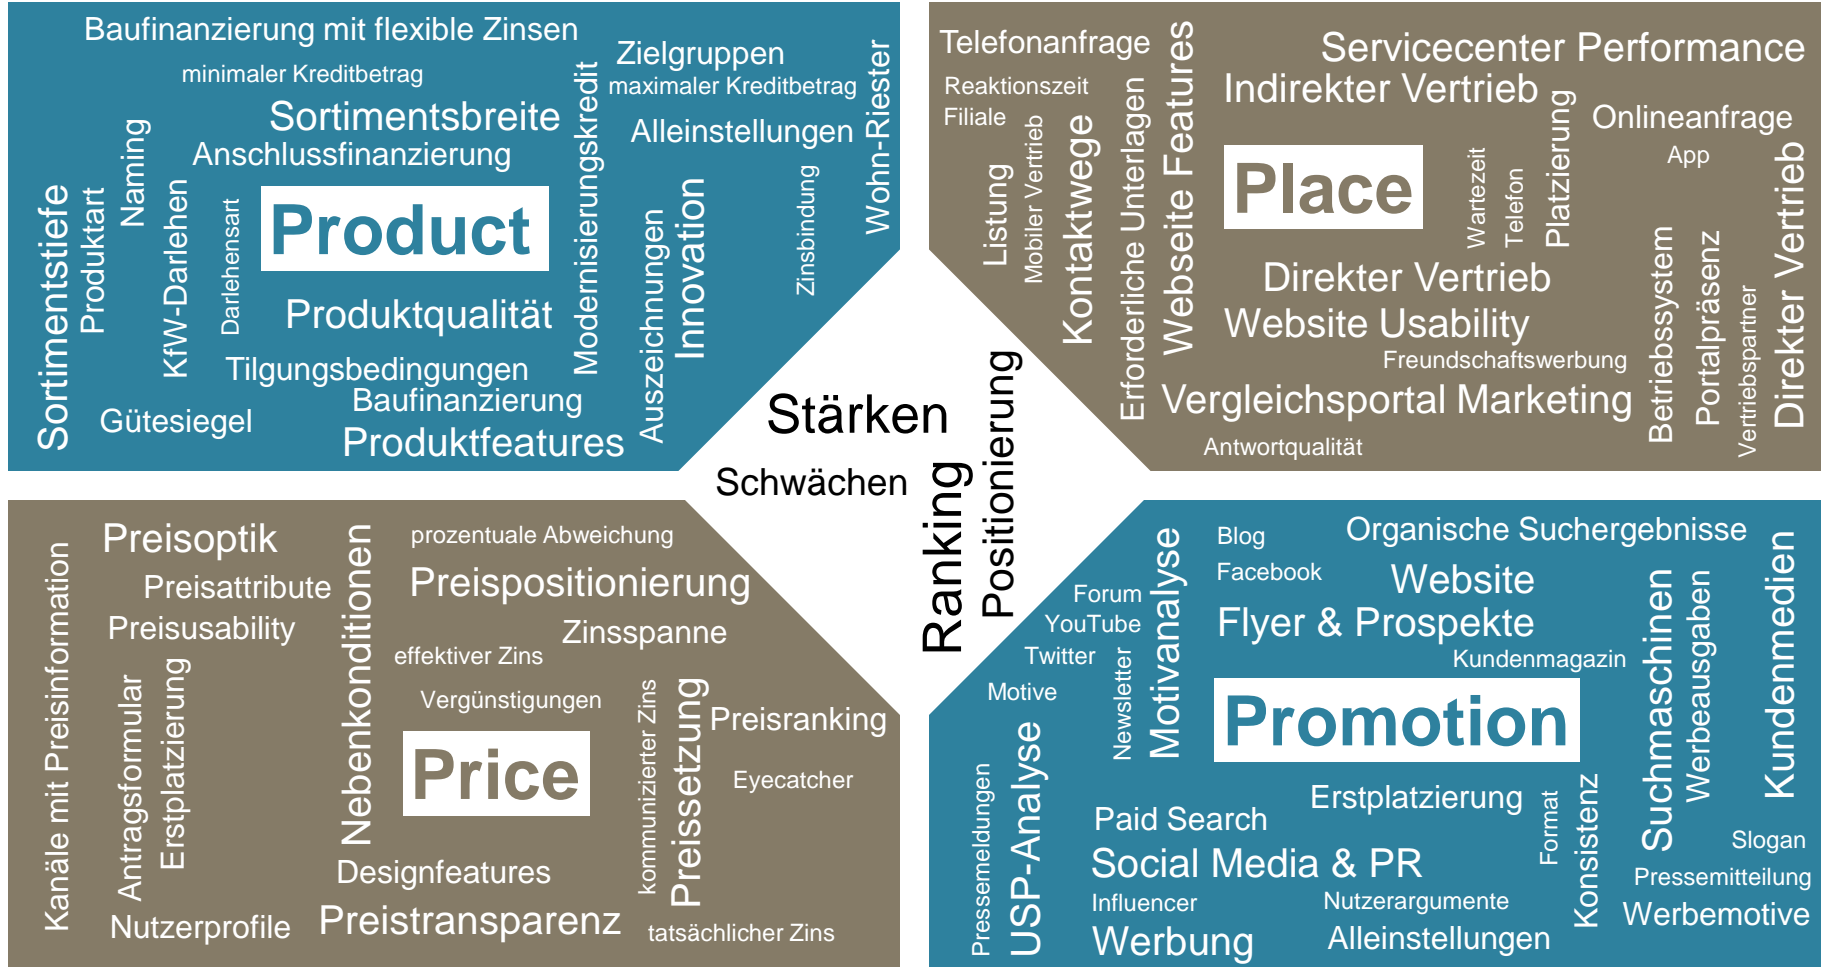 Baufinanzierung mit flexible Zinsen
minimaler Kreditbetrag
Zielgruppen
maximaler Kreditbetrag
Sortimentsbreite
Alleinstellungen
Anschlussfinanzierung
Modernisierungskredit
Wohn-Riester
Naming
Sortimentstiefe
Produktart
KfW-Darlehen
Darlehensart
Product
Auszeichnungen
Innovation
Zinsbindung
Produktqualität
Tilgungsbedingungen
Baufinanzierung
Gütesiegel
Produktfeatures
Telefonanfrage
Reaktionszeit
Filiale
Listung
Mobiler Vertrieb
Kontaktwege
Erforderliche Unterlagen
Webseite Features
Servicecenter Performance
Indirekter Vertrieb
Onlineanfrage
App
Place
Wartezeit
Telefon
Platzierung
Direkter Vertrieb
Website Usability
Freundschaftswerbung
Vergleichsportal Marketing
Antwortqualität
Betriebssystem
Portalpräsenz
Vertriebspartner
Direkter Vertrieb
Stärken
Schwächen
Ranking
Positionierung
Kanäle mit Preisinformation
Preisoptik
Preisattribute
Preisusability
Antragsformular
Erstplatzierung
Nutzerprofile
Nebenkonditionen
prozentuale Abweichung
Preispositionierung
Zinsspanne
effektiver Zins
Vergünstigungen
Price
kommunizierter Zins
Preissetzung
Preisranking
Eyecatcher
Designfeatures
Preistransparenz
tatsächlicher Zins
Blog
Organische Suchergebnisse
Facebook
Website
Forum
Flyer & Prospekte
YouTube
Twitter
Kundenmagazin
Motive
Newsletter
Motivanalyse
Promotion
Suchmaschinen
Werbeausgaben
Kundenmedien
Pressemeldungen
USP-Analyse
Erstplatzierung
Paid Search
Social Media & PR
Format
Konsistenz
Slogan
Pressemitteilung
Influencer
Nutzerargumente
Werbemotive
Werbung
Alleinstellungen